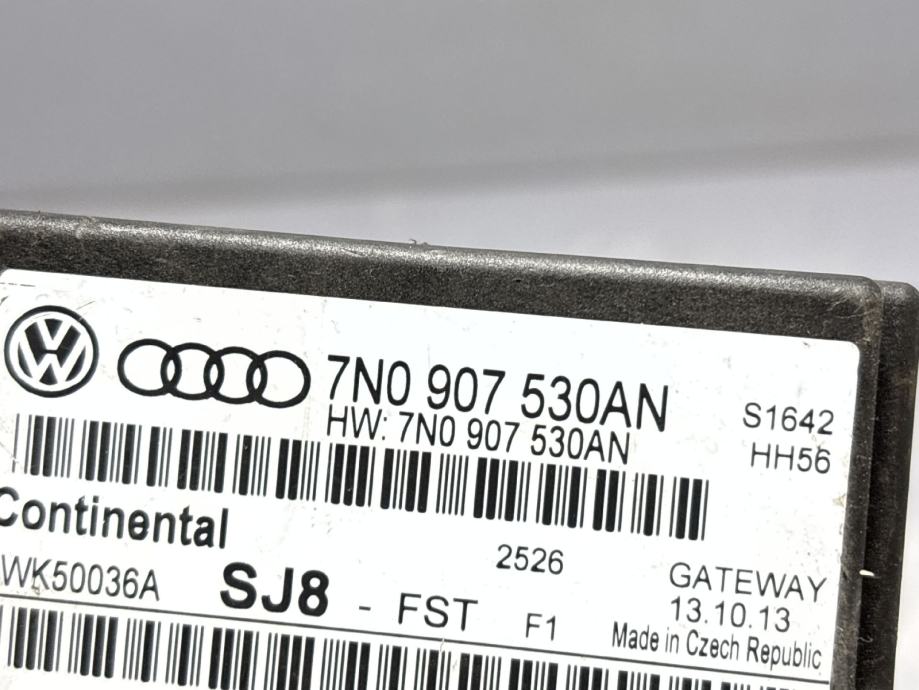 7N0 907 530AN
HW: 7N0 907 530AN
S1642
HH56
Continental
2526
WK50036A
SJ8 - FST F1
GATEWAY
13.10.13
Made in Czech Republic